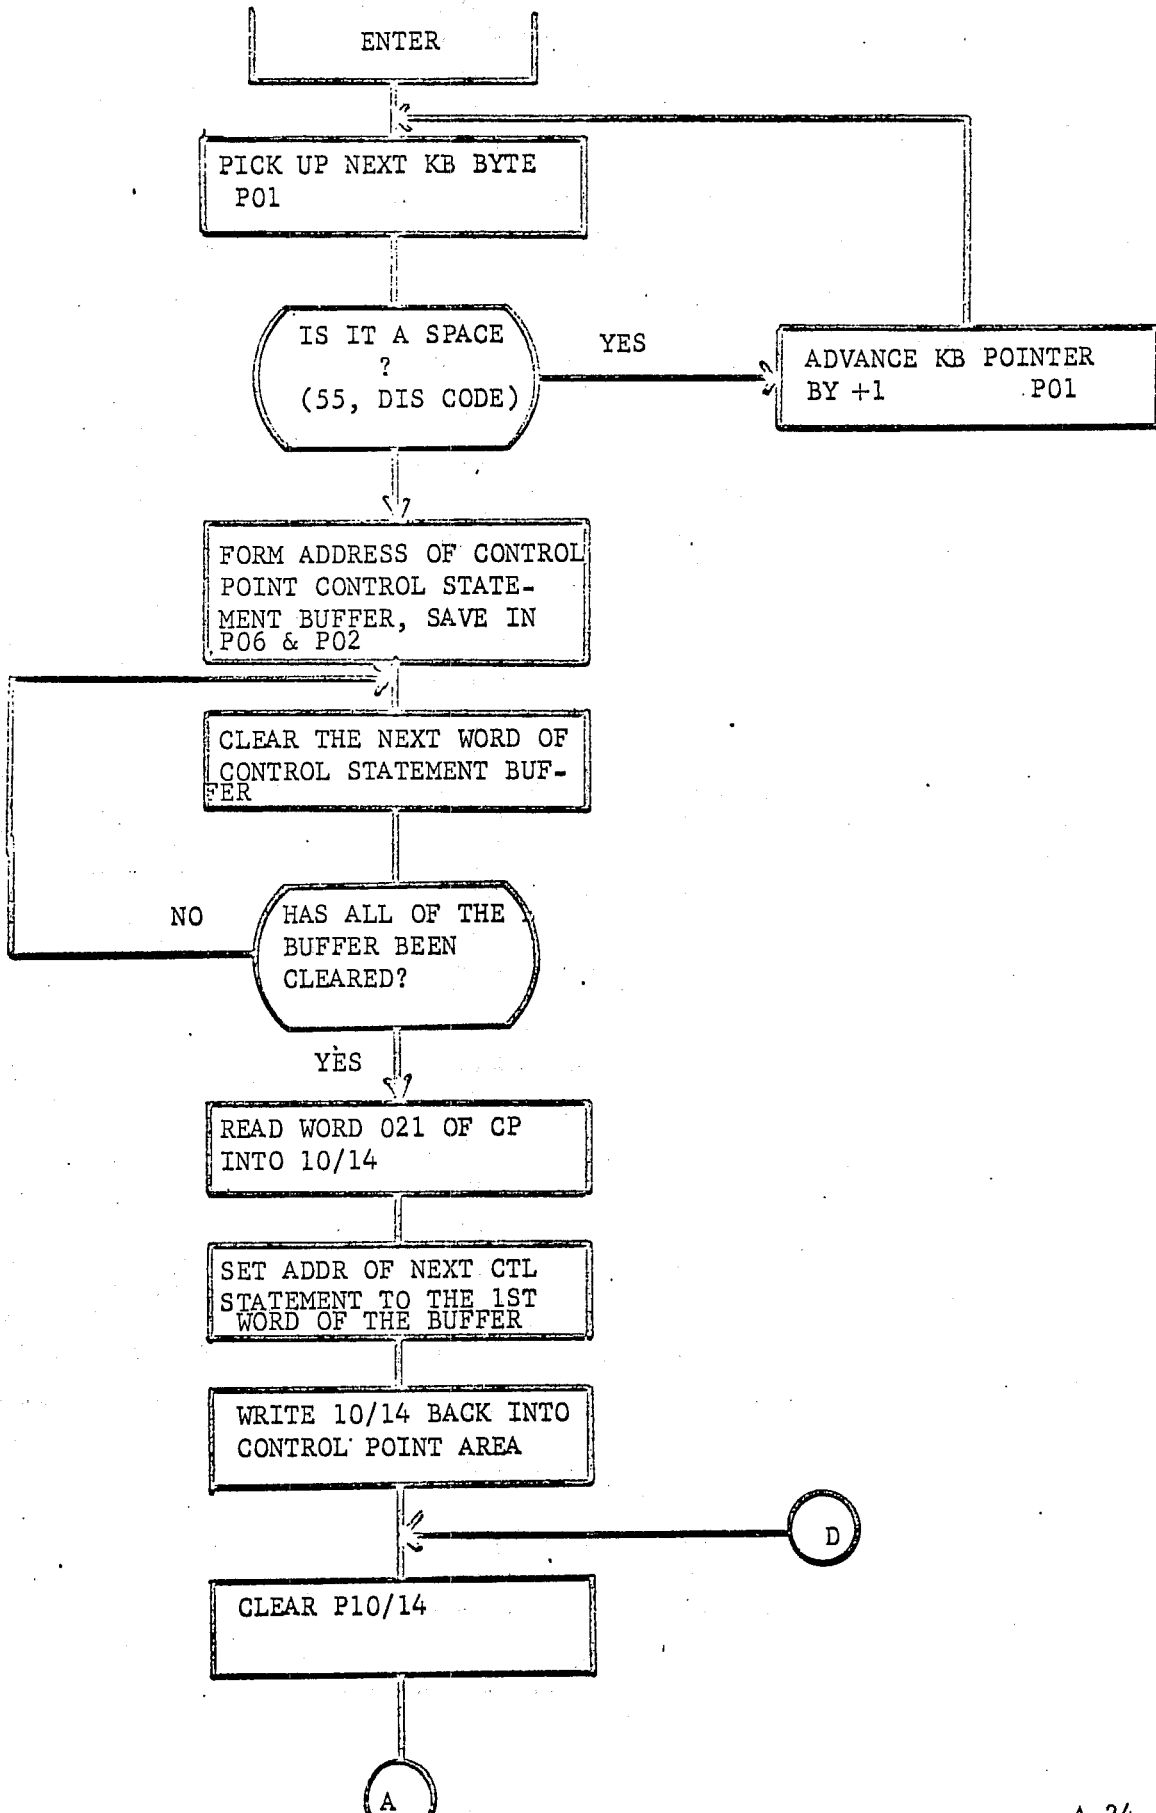 ENTER
PICK UP NEXT KB BYTE
P01
IS IT A SPACE
?
(55, DIS CODE)
YES
ADVANCE KB POINTER
BY +1 P01
FORM ADDRESS OF CONTROL
POINT CONTROL STATE-
MENT BUFFER, SAVE IN
P06 & P02
CLEAR THE NEXT WORD OF
CONTROL STATEMENT BUF-
FER
NO
HAS ALL OF THE
BUFFER BEEN
CLEARED?
YES
READ WORD 021 OF CP
INTO 10/14
SET ADDR OF NEXT CTL
STATEMENT TO THE 1ST
WORD OF THE BUFFER
WRITE 10/14 BACK INTO
CONTROL POINT AREA
D
CLEAR P10/14
A